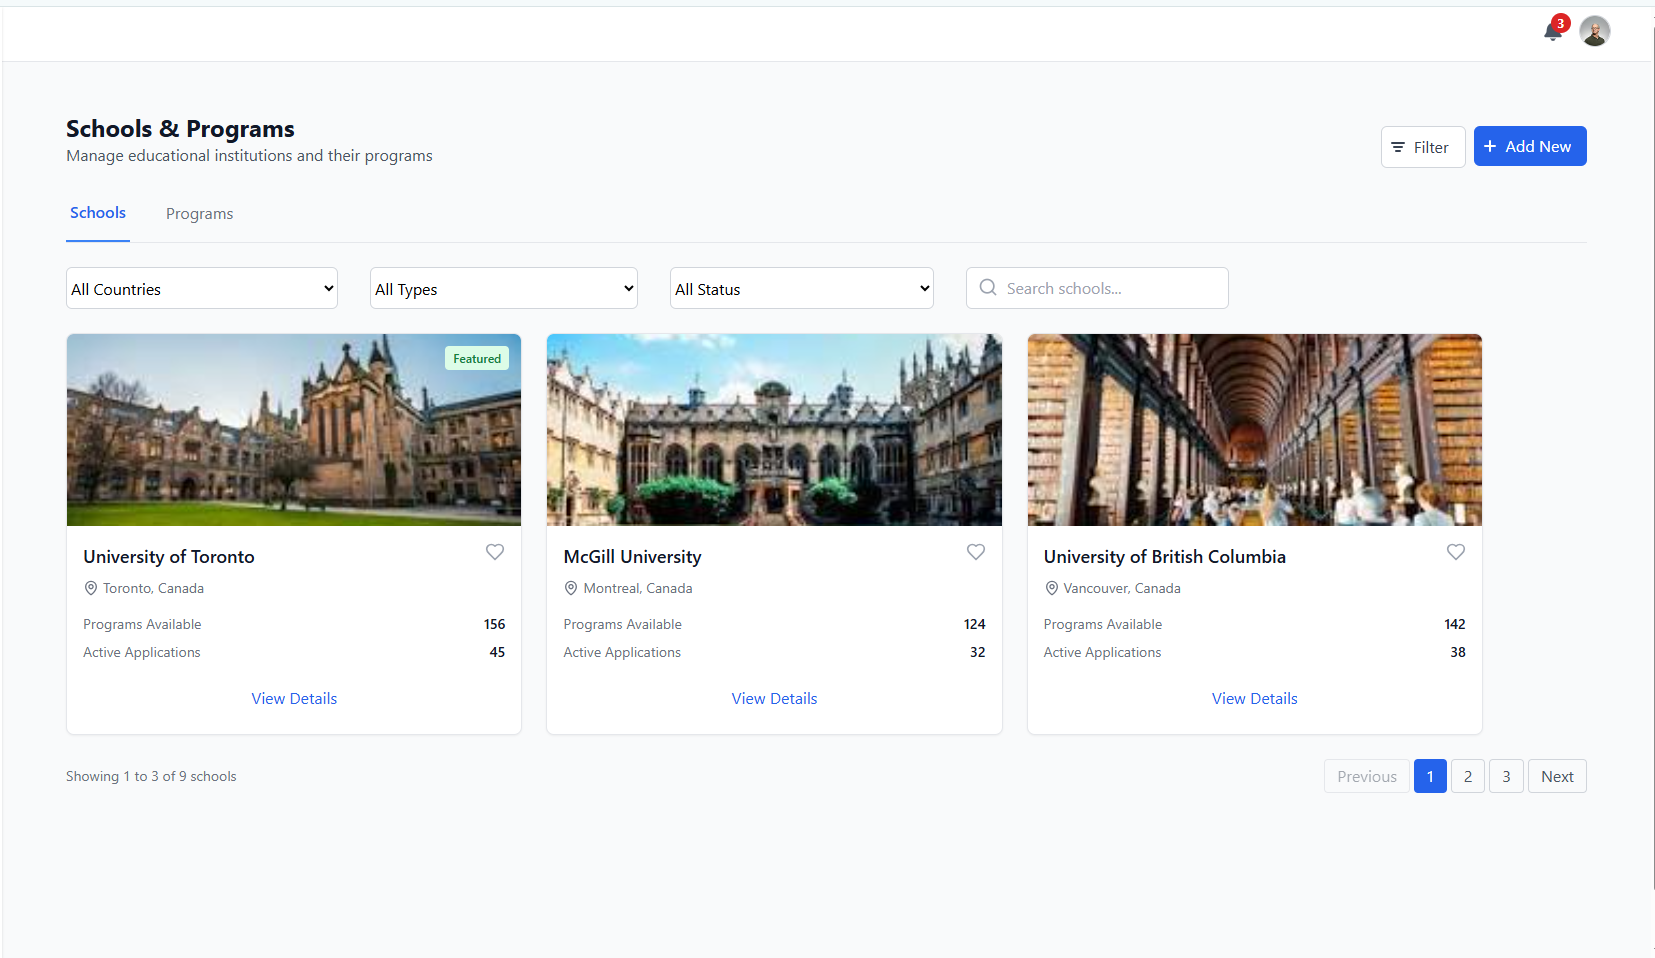 3
Schools & Programs
Manage educational institutions and their programs
Filter
+ Add New
Schools
Programs
All Countries
All Types
All Status
Search schools...
Featured
University of Toronto
Toronto, Canada
Programs Available 156
Active Applications 45
View Details
McGill University
Montreal, Canada
Programs Available 124
Active Applications 32
View Details
University of British Columbia
Vancouver, Canada
Programs Available 142
Active Applications 38
View Details
Showing 1 to 3 of 9 schools
Previous 1 2 3 Next